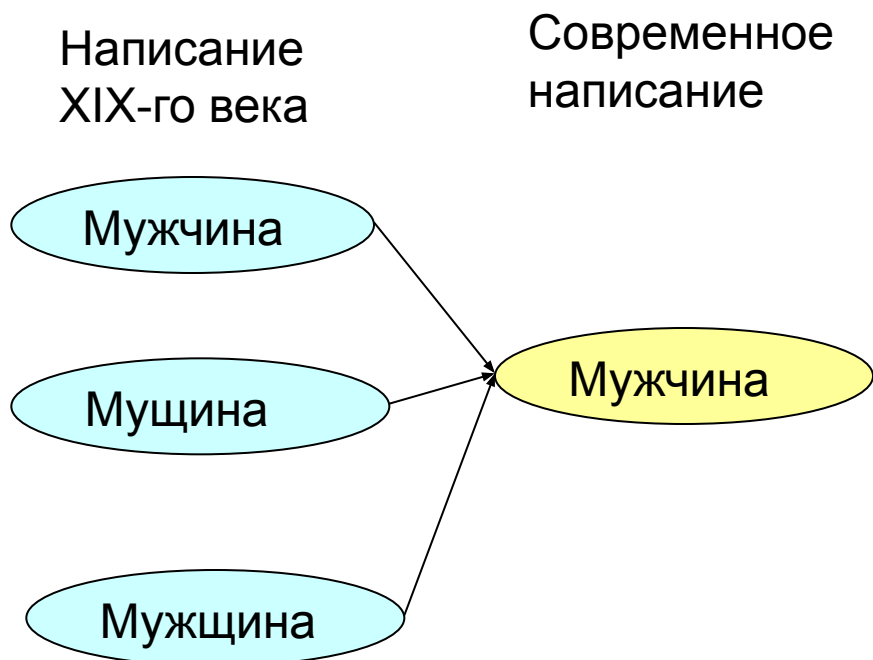 Написание
XIX-го века
Современное
написание
Мужчина
Мущина
Мужщина
Мужчина